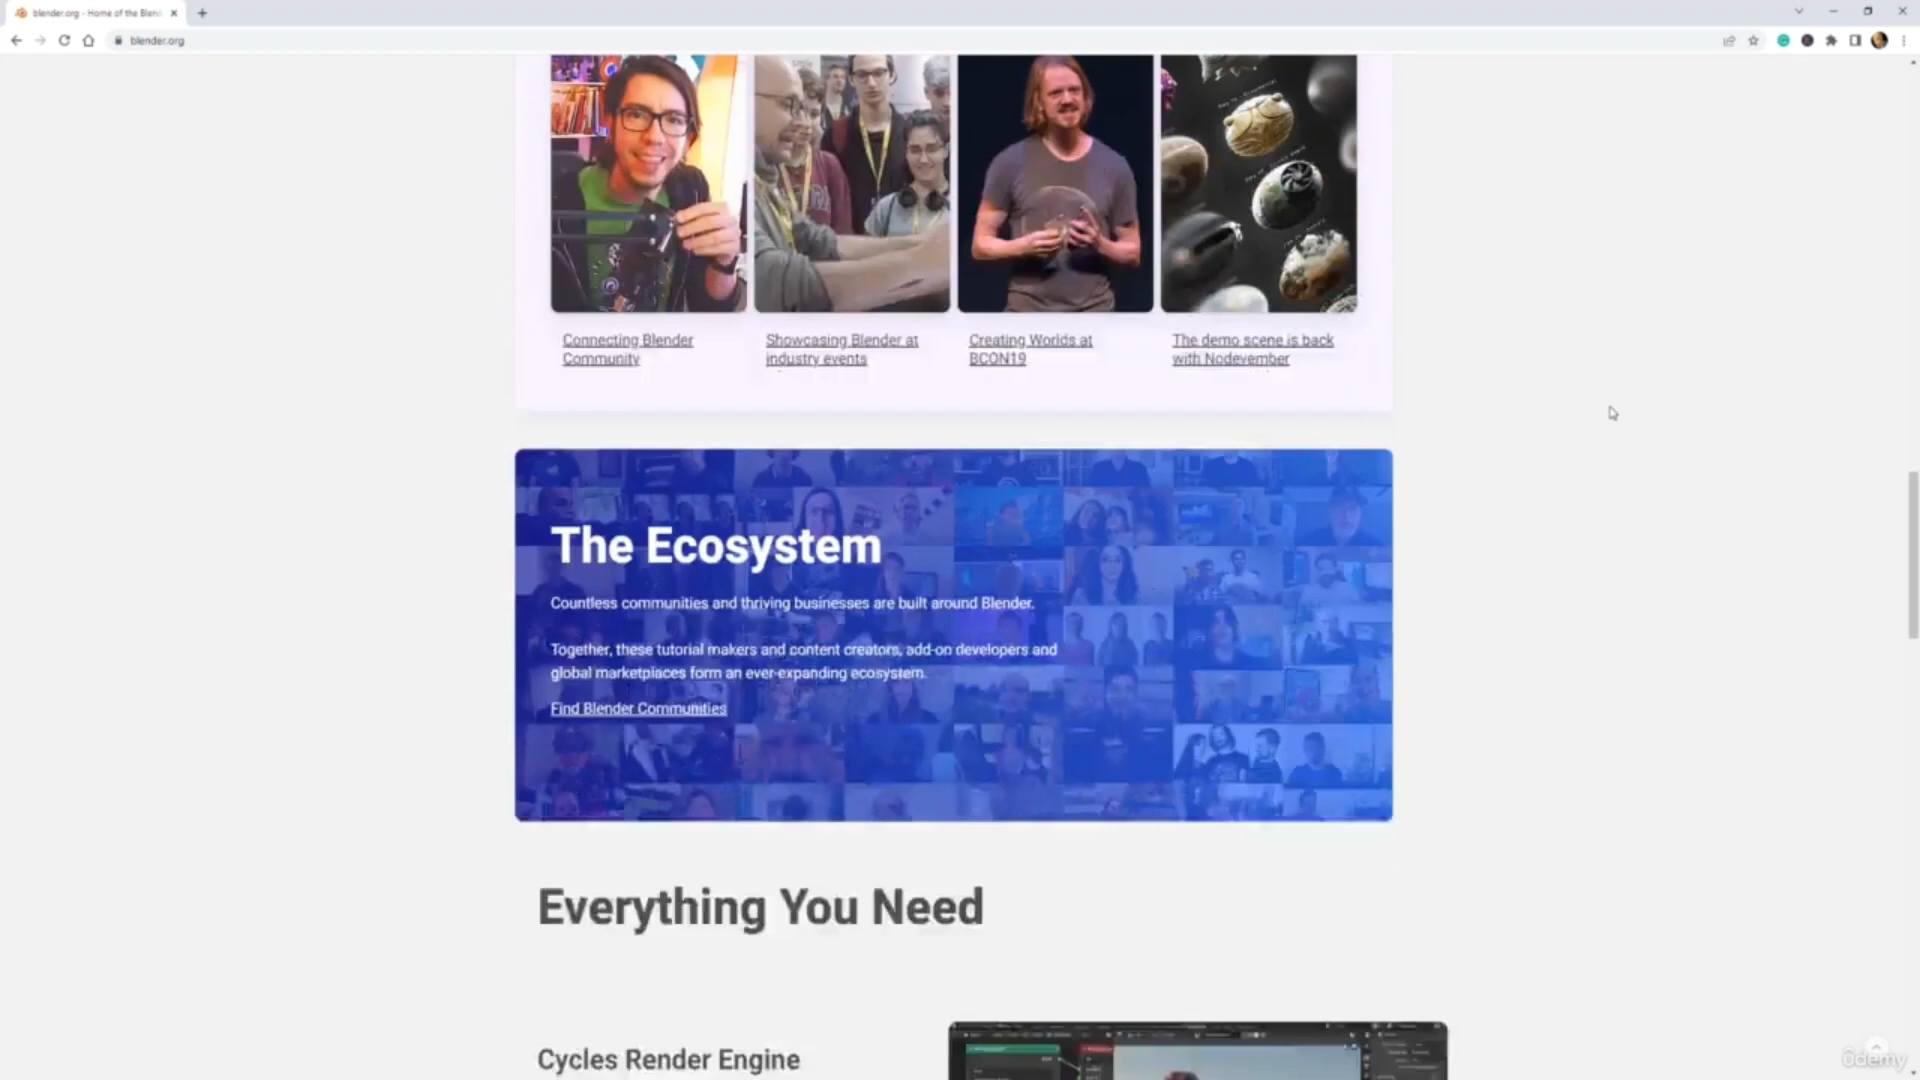 blender.org - Home of the Blend
blender.org
Connecting Blender
Community
Showcasing Blender at
industry events
Creating Worlds at
BCON19
The demo scene is back
with Nodevember
The Ecosystem
Countless communities and thriving businesses are built around Blender.
Together, these tutorial makers and content creators, add-on developers and
global marketplaces form an ever-expanding ecosystem.
Find Blender Communities
Everything You Need
Cycles Render Engine
ûdemy